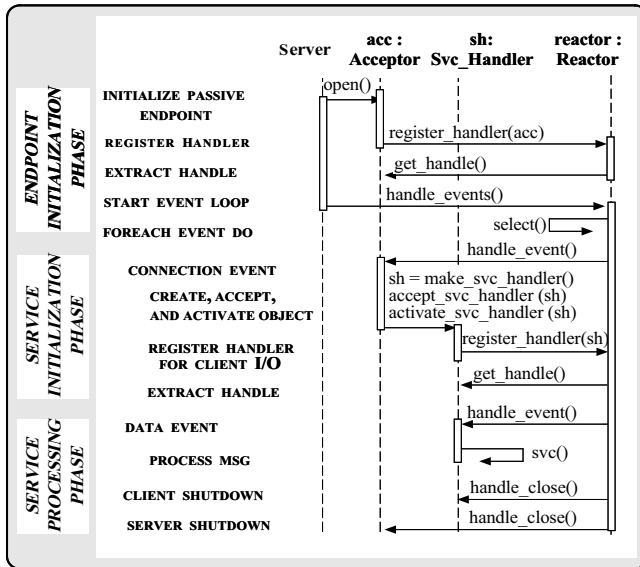 Server
acc :
Acceptor
sh:
Svc_Handler
reactor :
Reactor
ENDPOINT
INITIALIZATION
PHASE
INITIALIZE PASSIVE
ENDPOINT
open()
REGISTER HANDLER
register_handler(acc)
EXTRACT HANDLE
get_handle()
START EVENT LOOP
handle_events()
FOREACH EVENT DO
select()
SERVICE
INITIALIZATION
PHASE
handle_event()
CONNECTION EVENT
CREATE, ACCEPT,
AND ACTIVATE OBJECT
sh = make_svc_handler()
accept_svc_handler (sh)
activate_svc_handler (sh)
REGISTER HANDLER
FOR CLIENT I/O
register_handler(sh)
EXTRACT HANDLE
get_handle()
SERVICE
PROCESSING
PHASE
DATA EVENT
handle_event()
PROCESS MSG
svc()
CLIENT SHUTDOWN
handle_close()
SERVER SHUTDOWN
handle_close()